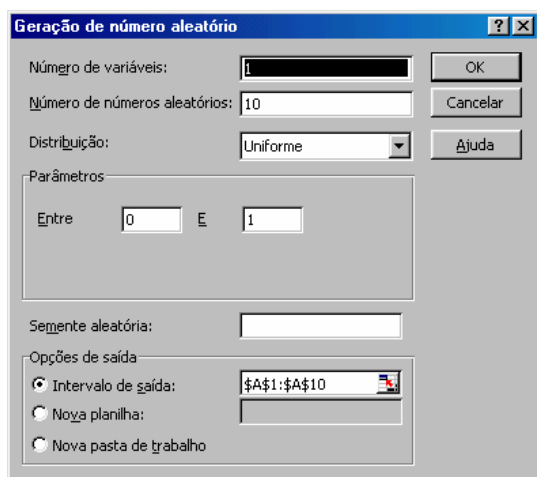 Geração de número aleatório
Número de variáveis: 1 OK
Número de números aleatórios: 10 Cancelar
Distribuição: Uniforme Ajuda
Parâmetros
Entre 0 E 1
Semente aleatória:
Opções de saída
Intervalo de saída: $A$1:$A$10
Nova planilha:
Nova pasta de trabalho